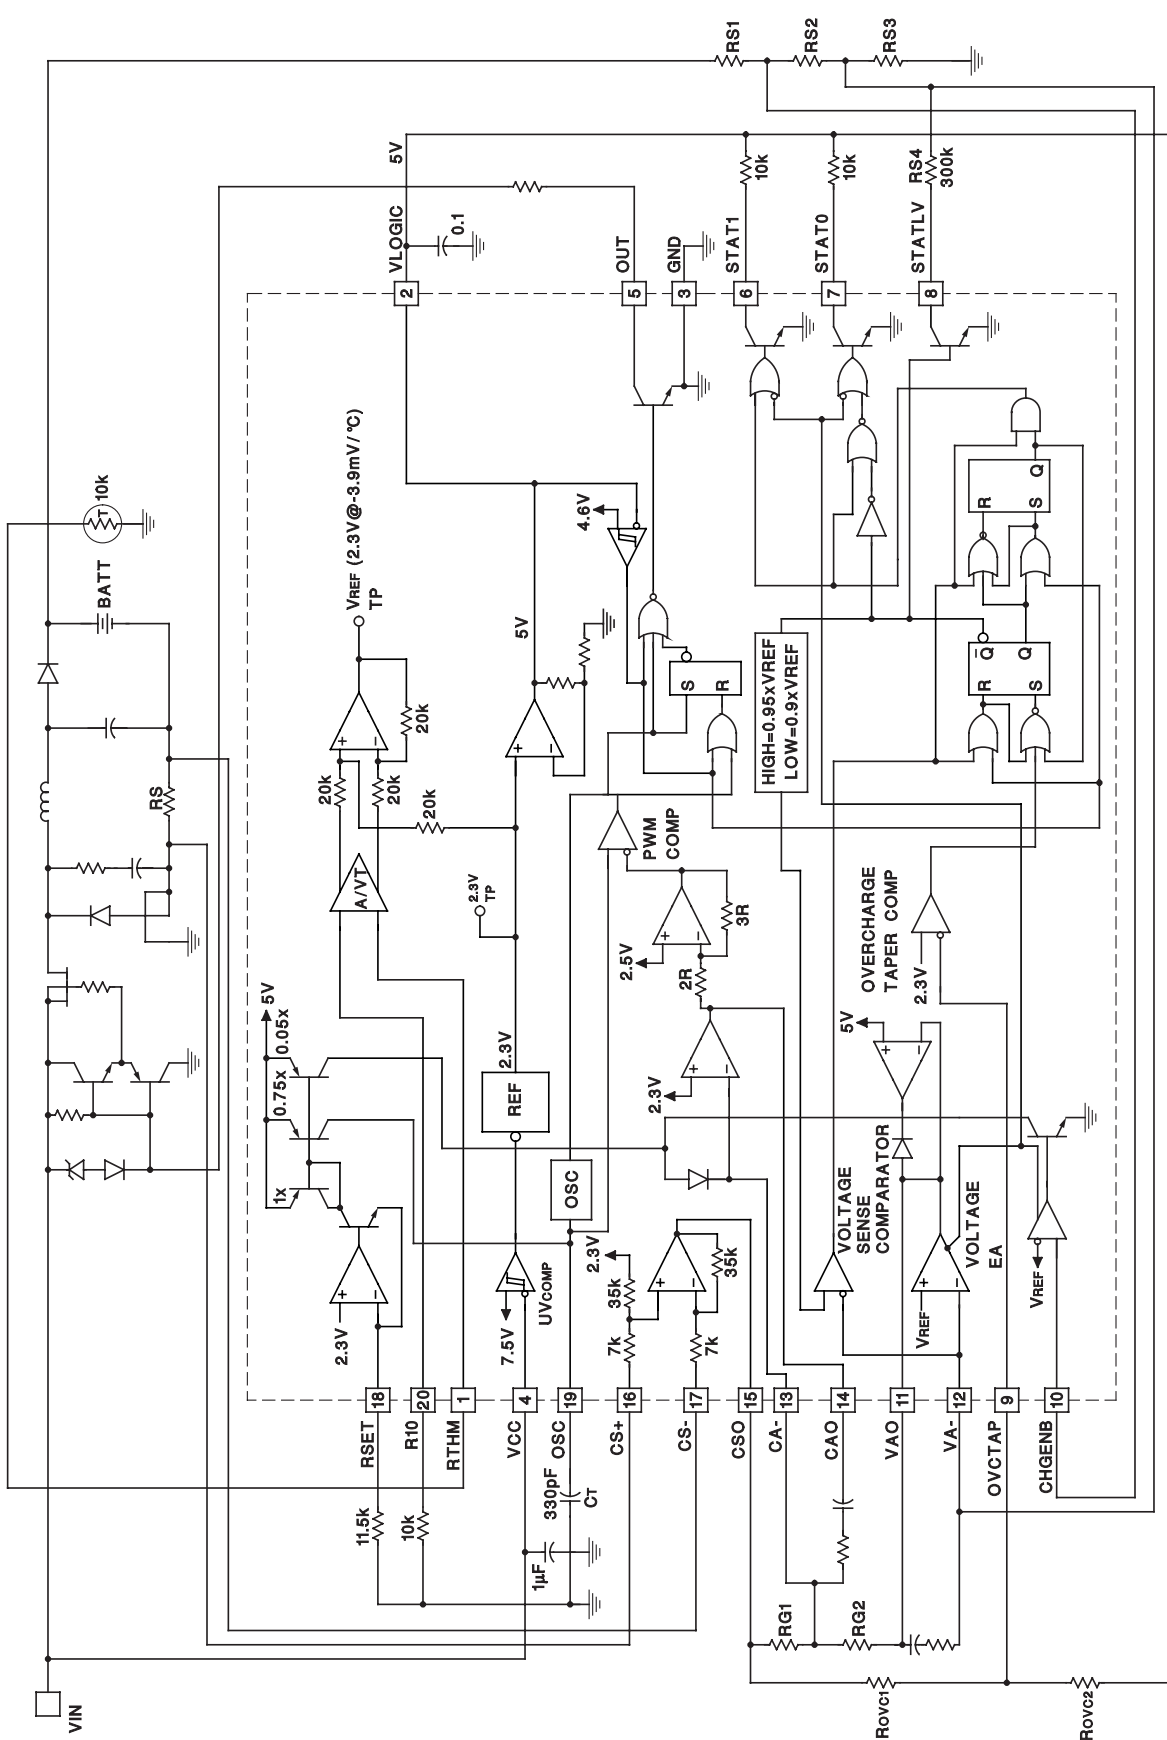 RS1
RS2
RS3
5V
10k
10k
RS4
300k
VLOGIC
0.1
OUT
GND
STAT1
STAT0
STATLV
2
5
3
6
7
8
T 10k
BATT
VREF (2.3V@-3.9mV/°C)
TP
4.6V
R
Q
S
5V
S
R
HIGH=0.95xVREF
LOW=0.9xVREF
R
Q
Q
S
20k
20k
20k
20k
RS
PWM
COMP
A/VT
2.3V
TP
3R
2.5V
2R
OVERCHARGE
TAPER COMP
2.3V
5V
5V
0.05x
0.75x
1x
2.3V
REF
2.3V
OSC
VOLTAGE
SENSE
COMPARATOR
2.3V
7.5V
UVCOMP
2.3V
35k
7k
35k
7k
VREF
VOLTAGE
EA
VREF
18
20
1
4
19
16
17
15
13
14
11
12
9
10
RSET
R10
RTHM
VCC
OSC
CS+
CS-
CSO
CA-
CAO
VAO
VA-
OVCTAP
CHGENB
11.5k
10k
1µF
330pF
CT
RG1
RG2
VIN
ROVC1
ROVC2